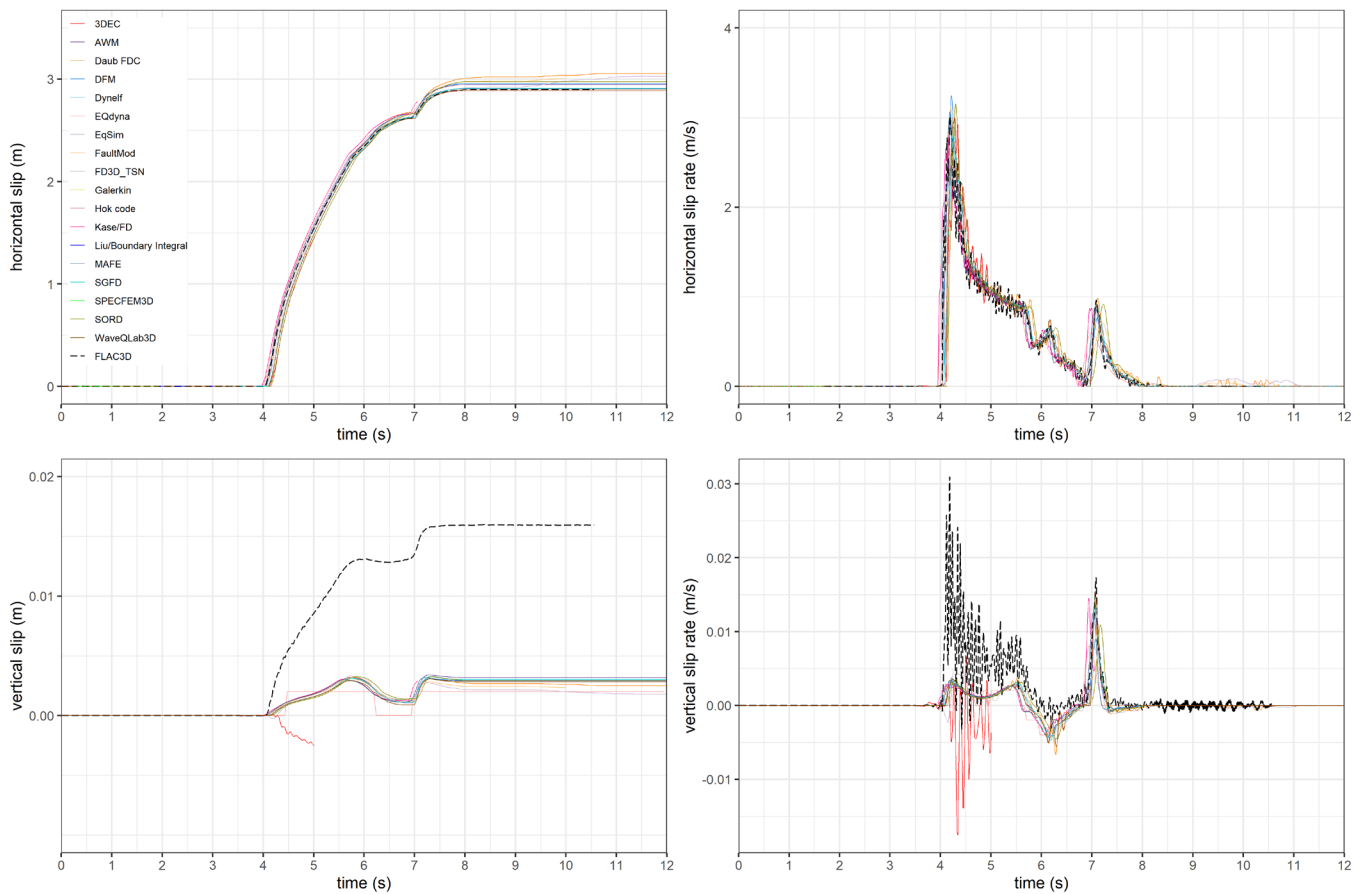 horizontal slip (m)
3
2
1
0
3DEC
AWM
Daub FDC
DFM
Dynelf
EQdyna
EqSim
FaultMod
FD3D_TSN
Galerkin
Hok code
Kase/FD
Liu/Boundary Integral
MAFE
SGFD
SPECFEM3D
SORD
WaveQLab3D
FLAC3D
0 1 2 3 4 5 6 7 8 9 10 11 12
time (s)
horizontal slip rate (m/s)
4
2
0
0 1 2 3 4 5 6 7 8 9 10 11 12
time (s)
vertical slip (m)
0.02
0.01
0.00
0 1 2 3 4 5 6 7 8 9 10 11 12
time (s)
vertical slip rate (m/s)
0.03
0.02
0.01
0.00
-0.01
0 1 2 3 4 5 6 7 8 9 10 11 12
time (s)